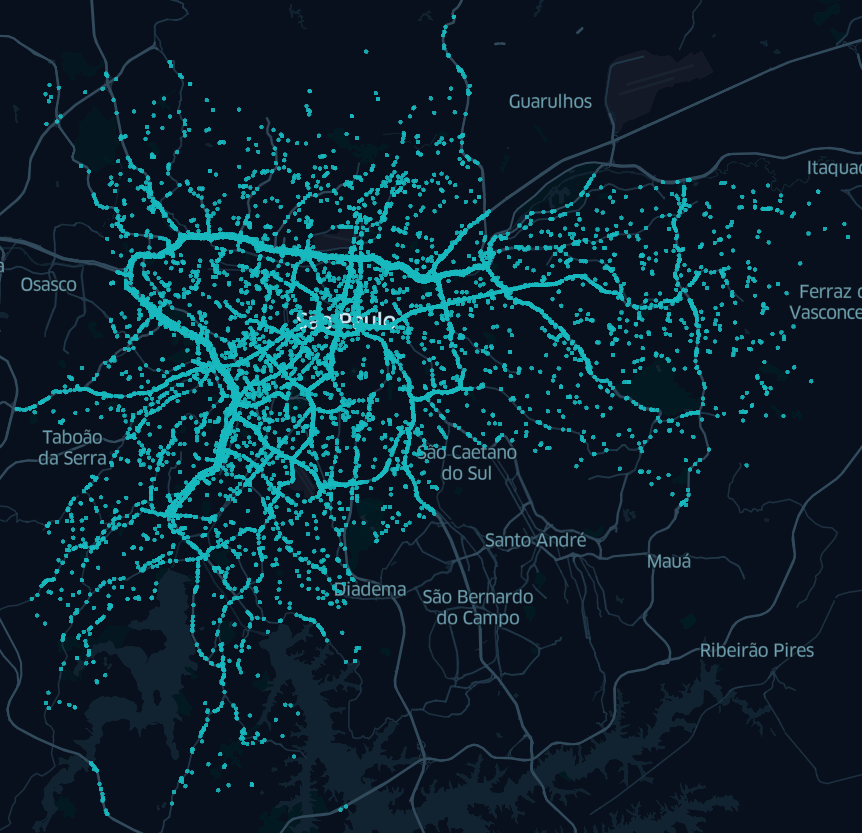 Guarulhos
Itaquac
Osasco
Ferraz d
Vasconce
São Paulo
Taboão
da Serra
São Caetano
do Sul
Santo André
Mauá
Diadema
São Bernardo
do Campo
Ribeirão Pires